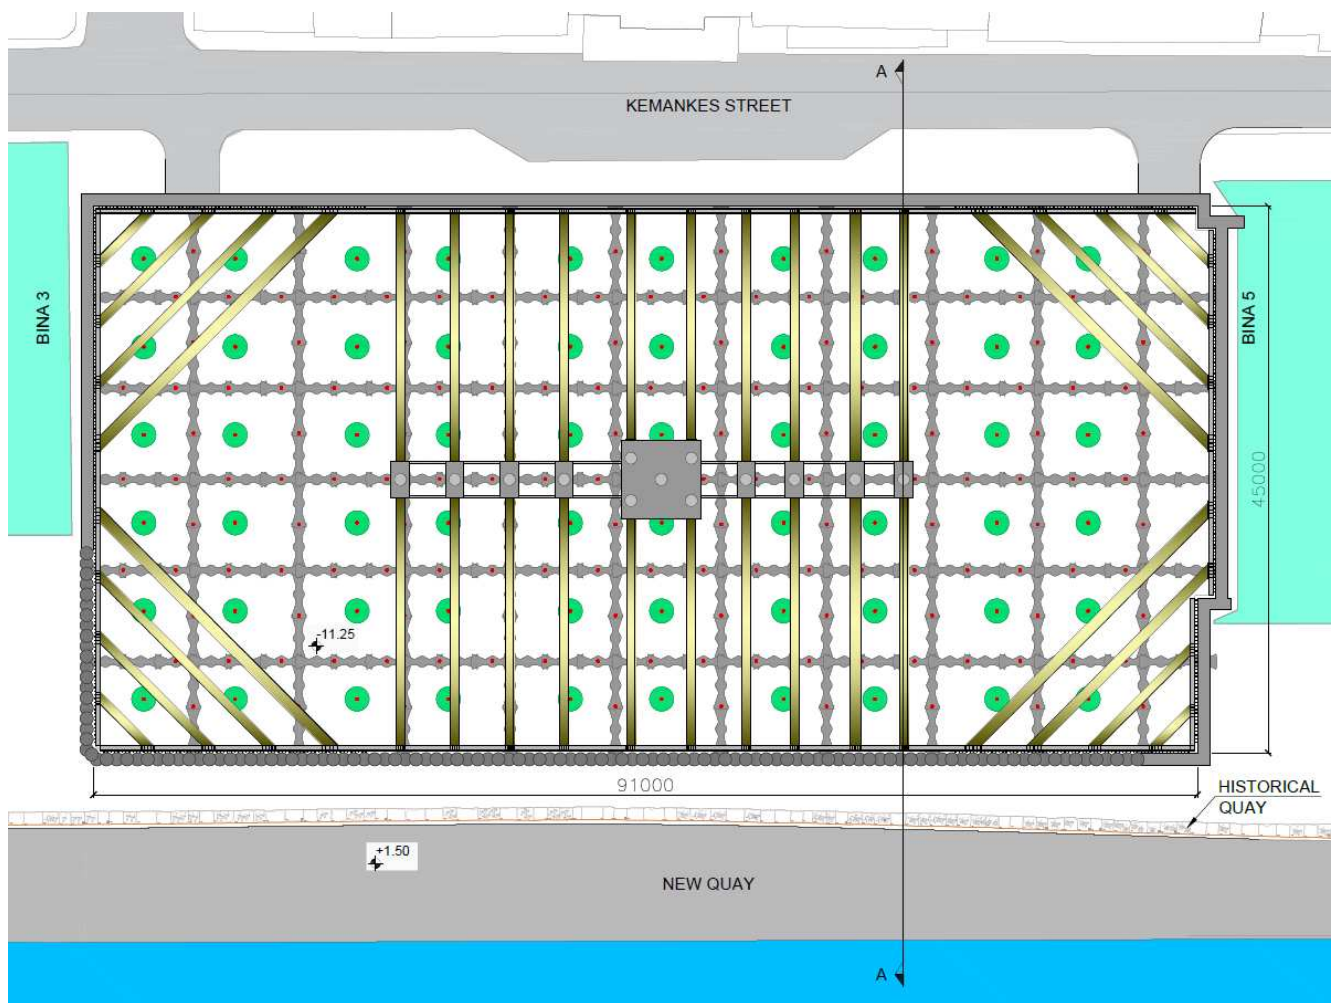 A
KEMANKES STREET
BINA 3
BINA 5
45000
-11.25
91000
HISTORICAL
QUAY
+1.50
NEW QUAY
A